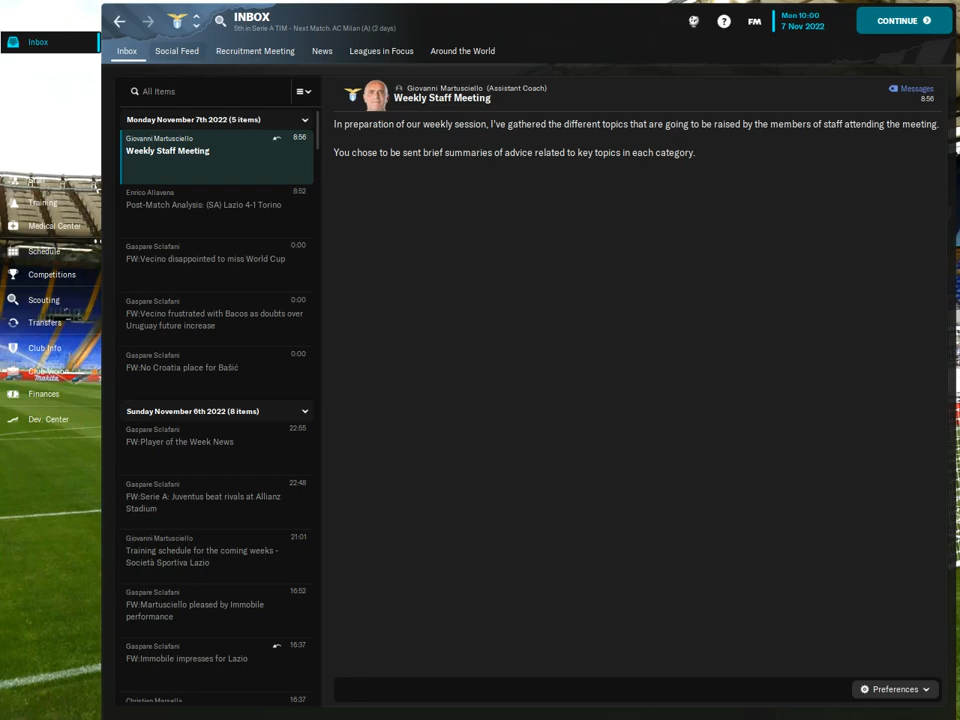 INBOX
5th in Serie A TIM - Next Match: AC Milan (A) (2 days)
FM
Mon 10:00
7 Nov 2022
CONTINUE
Inbox
Inbox
Social Feed
Recruitment Meeting
News
Leagues in Focus
Around the World
Training
Medical Center
Schedule
Competitions
Scouting
Transfers
Club Info
Club Vision
Finances
Dev. Center
All Items
Monday November 7th 2022 (5 items)
Giovanni Martusciello
8:56
Weekly Staff Meeting
Enrico Allavena
8:52
Post-Match Analysis: (SA) Lazio 4-1 Torino
Gaspare Sclafani
0:00
FW:Vecino disappointed to miss World Cup
Gaspare Sclafani
0:00
FW:Vecino frustrated with Bacos as doubts over
Uruguay future increase
Gaspare Sclafani
0:00
FW:No Croatia place for Bašić
Sunday November 6th 2022 (8 items)
Gaspare Sclafani
22:55
FW:Player of the Week News
Gaspare Sclafani
22:48
FW:Serie A: Juventus beat rivals at Allianz
Stadium
Giovanni Martusciello
21:01
Training schedule for the coming weeks -
Società Sportiva Lazio
Gaspare Sclafani
16:52
FW:Martusciello pleased by Immobile
performance
Gaspare Sclafani
16:37
FW:Immobile impresses for Lazio
Christian Marsella
16:37
Giovanni Martusciello (Assistant Coach)
Weekly Staff Meeting
Messages
8:56
In preparation of our weekly session, I've gathered the different topics that are going to be raised by the members of staff attending the meeting.
You chose to be sent brief summaries of advice related to key topics in each category.
Preferences